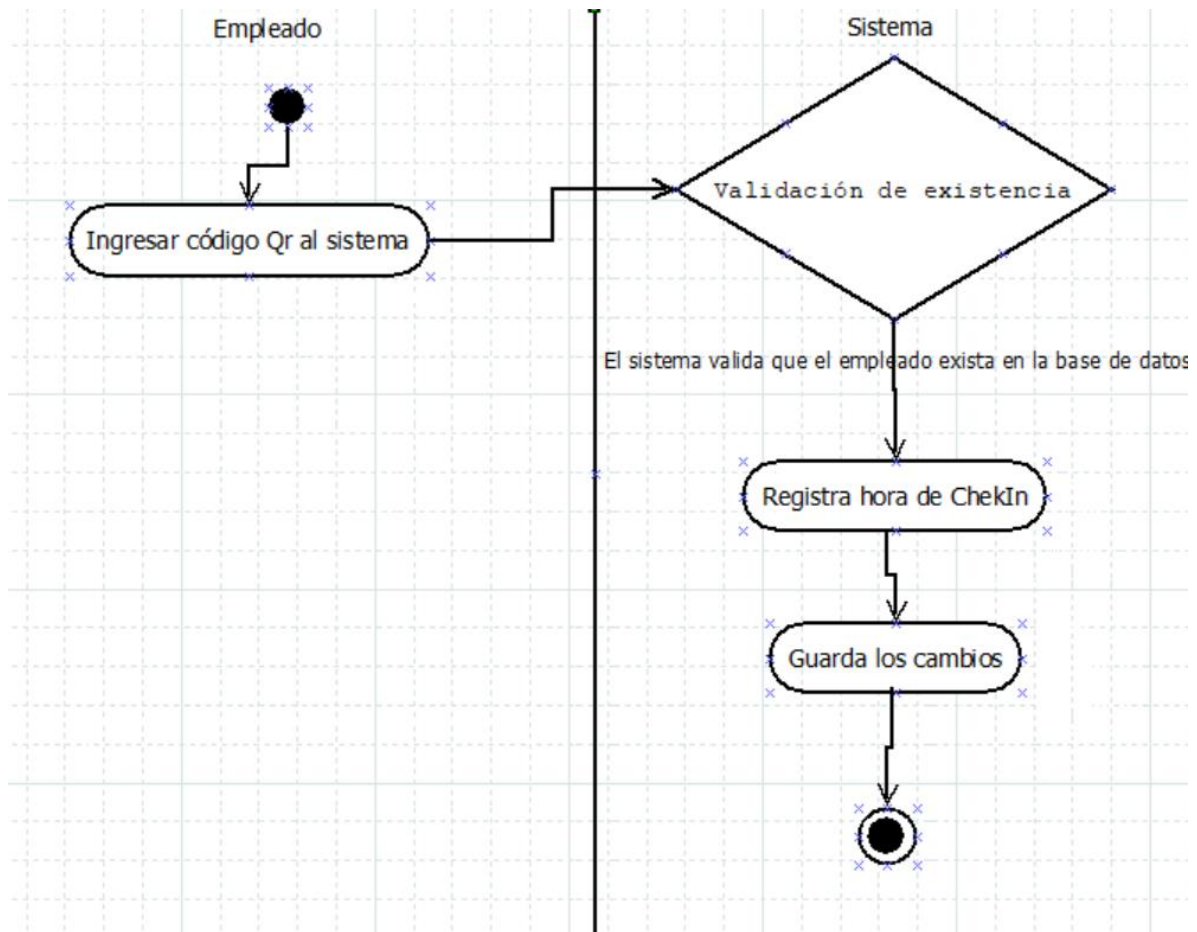 Empleado
Sistema
Ingresar código Qr al sistema
Validación de existencia
El sistema valida que el empleado exista en la base de datos
Registra hora de ChekIn
Guarda los cambios